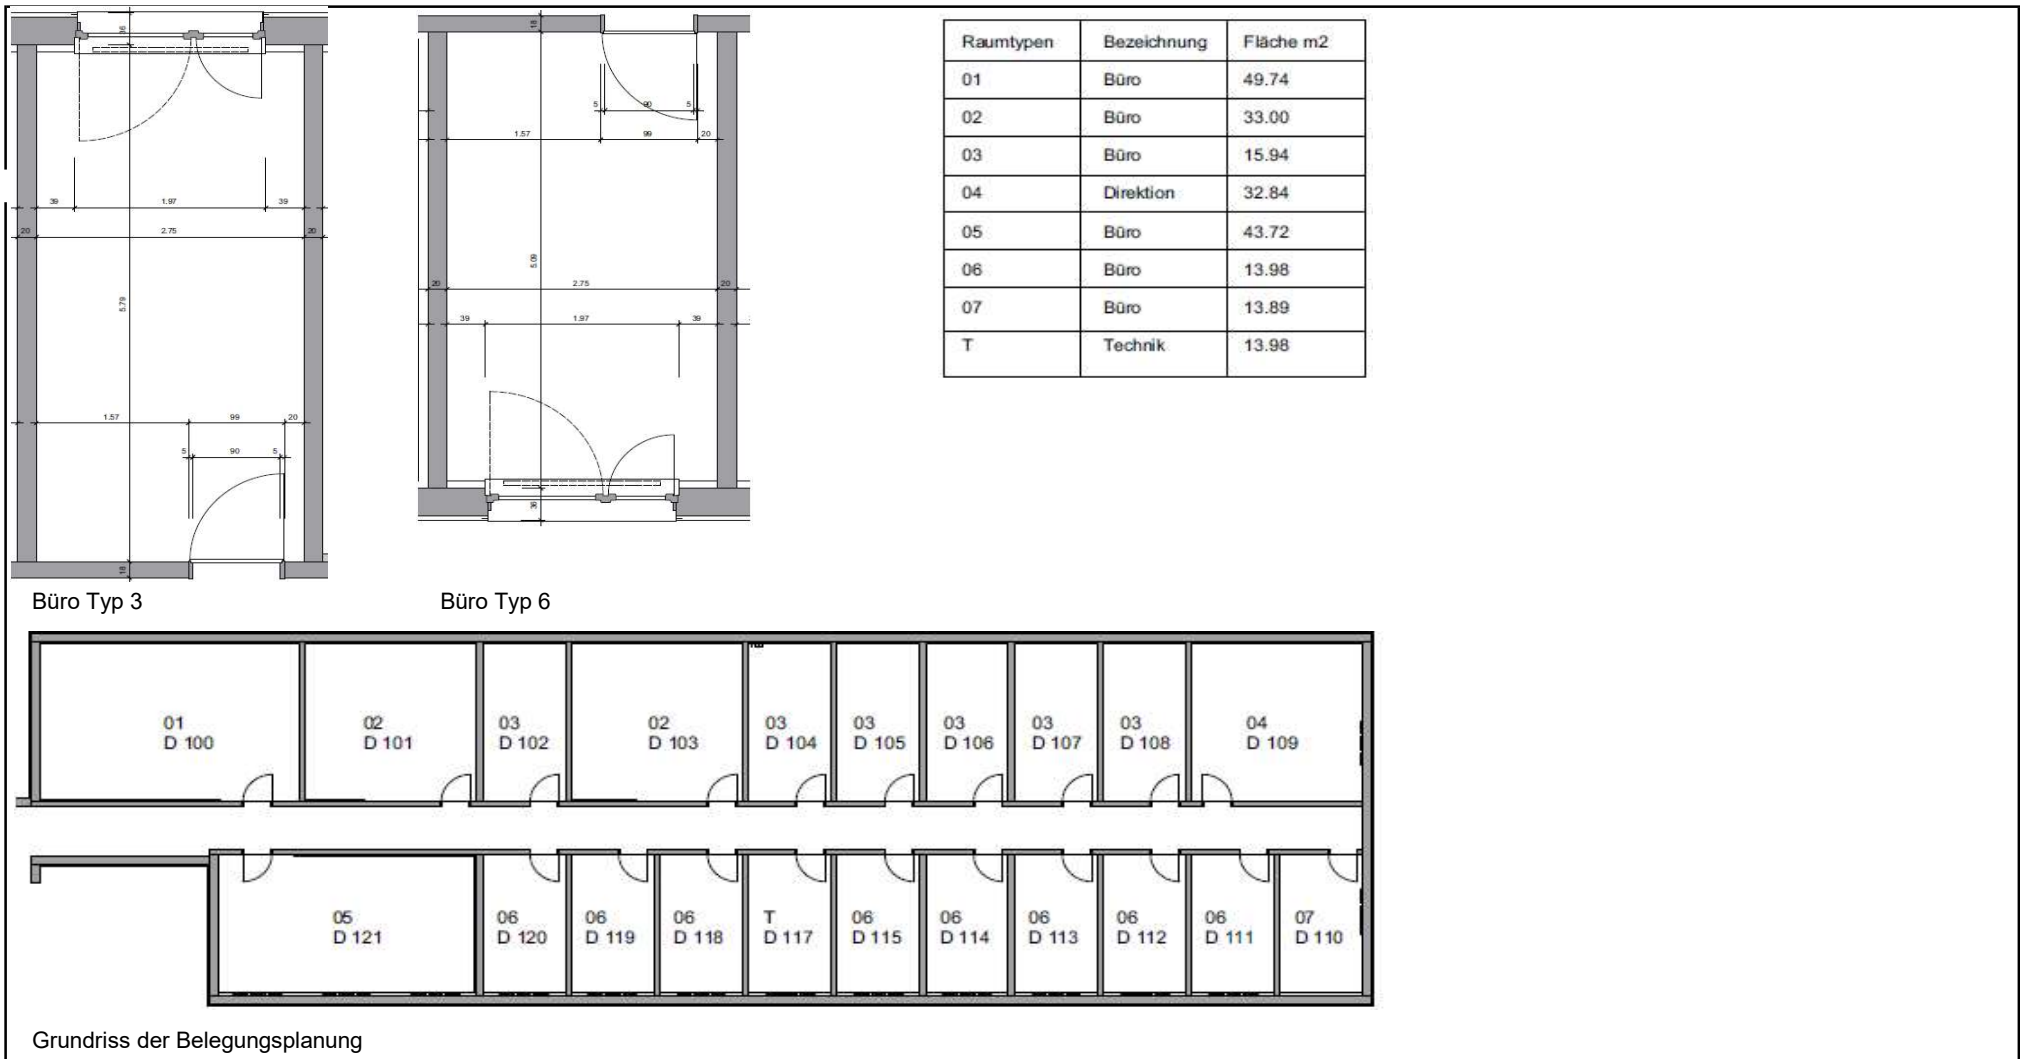 36
39 1.97 39
20 2.75 20
5.79
1.57 99 20
5 90 5
18
Büro Typ 3
18
5 90 5
1.57 99 20
5.09
20 2.75 20
39 1.97 39
36
Büro Typ 6
Raumtypen Bezeichnung Fläche m2
01 Büro 49.74
02 Büro 33.00
03 Büro 15.94
04 Direktion 32.84
05 Büro 43.72
06 Büro 13.98
07 Büro 13.89
T Technik 13.98
01 02 03 02 03 03 03 03 03 04
D 100 D 101 D 102 D 103 D 104 D 105 D 106 D 107 D 108 D 109
05 06 06 06 T 06 06 06 06 06 07
D 121 D 120 D 119 D 118 D 117 D 115 D 114 D 113 D 112 D 111 D 110
Grundriss der Belegungsplanung